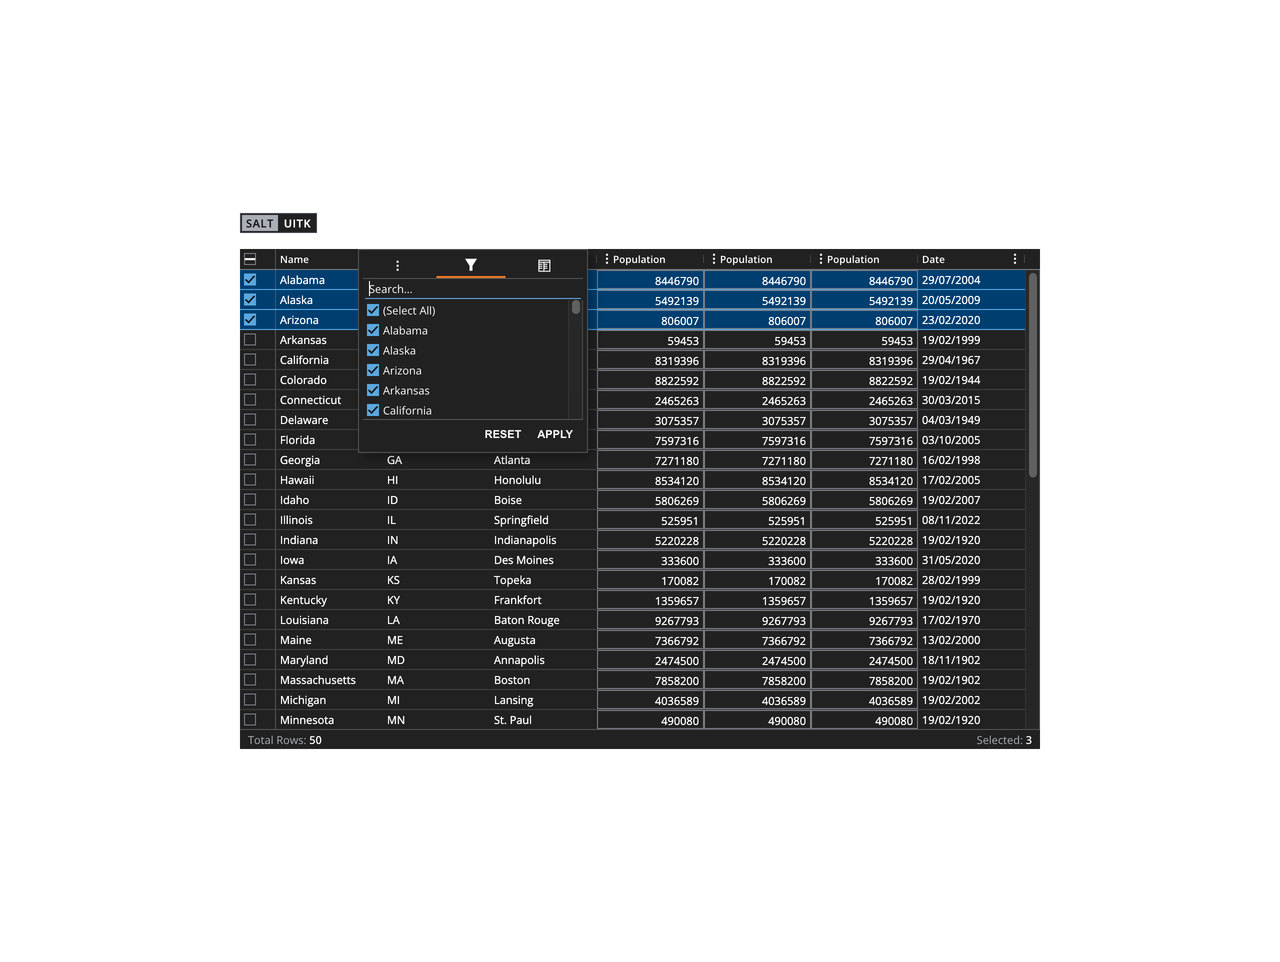 SALT UITK
Name Population Population Population Date
Search...
(Select All)
Alabama
Alaska
Arizona
Arkansas
California
RESET APPLY
Alabama 8446790 8446790 8446790 29/07/2004
Alaska 5492139 5492139 5492139 20/05/2009
Arizona 806007 806007 806007 23/02/2020
Arkansas 59453 59453 59453 19/02/1999
California 8319396 8319396 8319396 29/04/1967
Colorado 8822592 8822592 8822592 19/02/1944
Connecticut 2465263 2465263 2465263 30/03/2015
Delaware 3075357 3075357 3075357 04/03/1949
Florida 7597316 7597316 7597316 03/10/2005
Georgia GA Atlanta 7271180 7271180 7271180 16/02/1998
Hawaii HI Honolulu 8534120 8534120 8534120 17/02/2005
Idaho ID Boise 5806269 5806269 5806269 19/02/2007
Illinois IL Springfield 525951 525951 525951 08/11/2022
Indiana IN Indianapolis 5220228 5220228 5220228 19/02/1920
Iowa IA Des Moines 333600 333600 333600 31/05/2020
Kansas KS Topeka 170082 170082 170082 28/02/1999
Kentucky KY Frankfort 1359657 1359657 1359657 19/02/1920
Louisiana LA Baton Rouge 9267793 9267793 9267793 17/02/1970
Maine ME Augusta 7366792 7366792 7366792 13/02/2000
Maryland MD Annapolis 2474500 2474500 2474500 18/11/1902
Massachusetts MA Boston 7858200 7858200 7858200 19/02/1902
Michigan MI Lansing 4036589 4036589 4036589 19/02/2002
Minnesota MN St. Paul 490080 490080 490080 19/02/1920
Total Rows: 50 Selected: 3